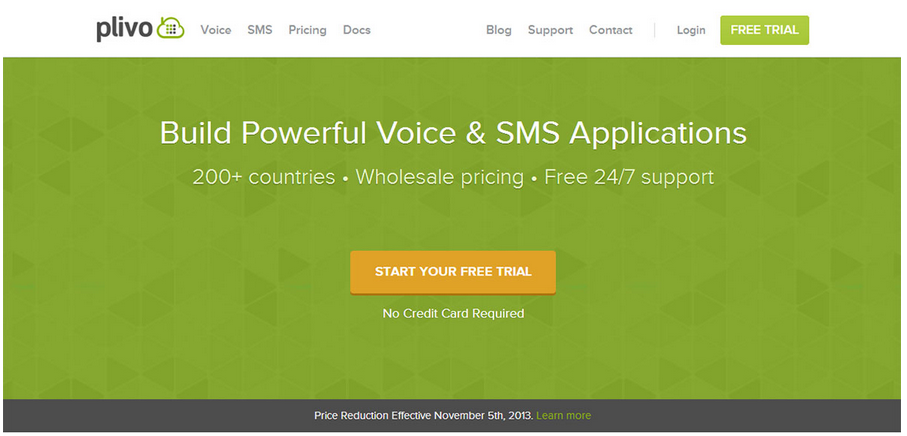 plivo Voice SMS Pricing Docs Blog Support Contact Login FREE TRIAL
Build Powerful Voice & SMS Applications
200+ countries • Wholesale pricing • Free 24/7 support
START YOUR FREE TRIAL
No Credit Card Required
Price Reduction Effective November 5th, 2013. Learn more